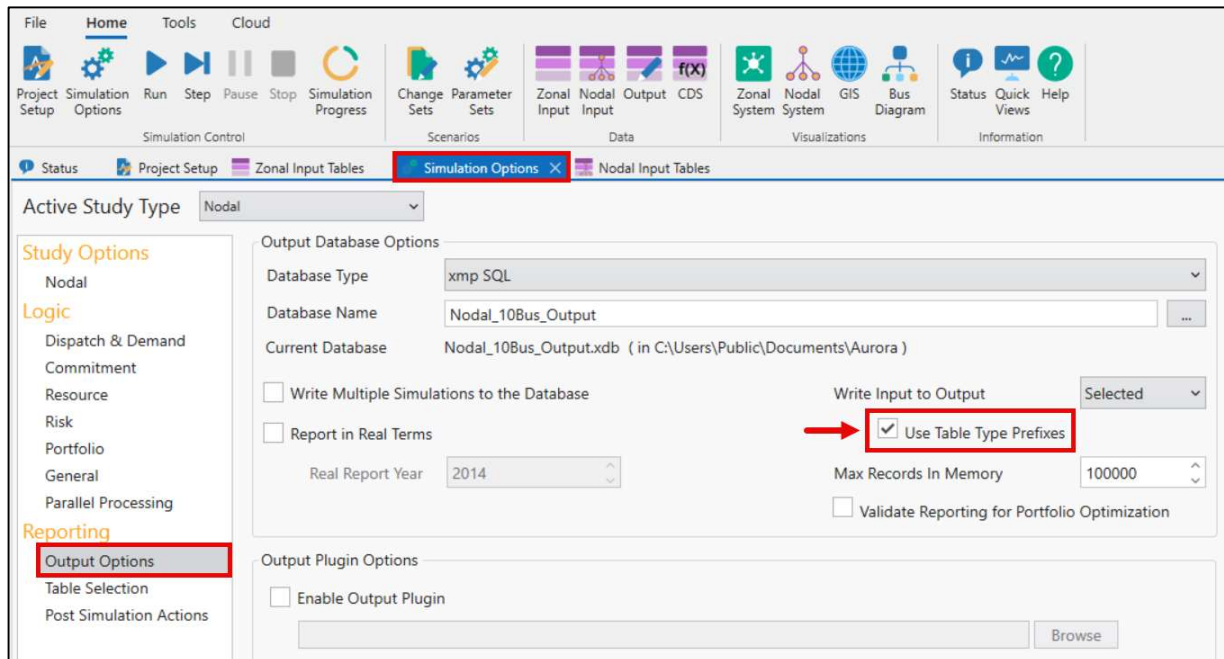 File Home Tools Cloud
Project Setup Simulation Options Run Step Pause Stop Simulation Progress Change Sets Parameter Sets Zonal Input Nodal Input Output f(X) CDS Zonal System Nodal System GIS Bus Diagram Status Quick Views Help
Simulation Control Scenarios Data Visualizations Information
Status Project Setup Zonal Input Tables Simulation Options Nodal Input Tables
Active Study Type Nodal
Study Options
Nodal
Logic
Dispatch & Demand
Commitment
Resource
Risk
Portfolio
General
Parallel Processing
Reporting
Output Options
Table Selection
Post Simulation Actions
Output Database Options
Database Type xmp SQL
Database Name Nodal_10Bus_Output ...
Current Database Nodal_10Bus_Output.xdb ( in C:\Users\Public\Documents\Aurora )
Write Multiple Simulations to the Database Write Input to Output Selected
Report in Real Terms Use Table Type Prefixes
Real Report Year 2014 Max Records In Memory 100000
Validate Reporting for Portfolio Optimization
Output Plugin Options
Enable Output Plugin
Browse